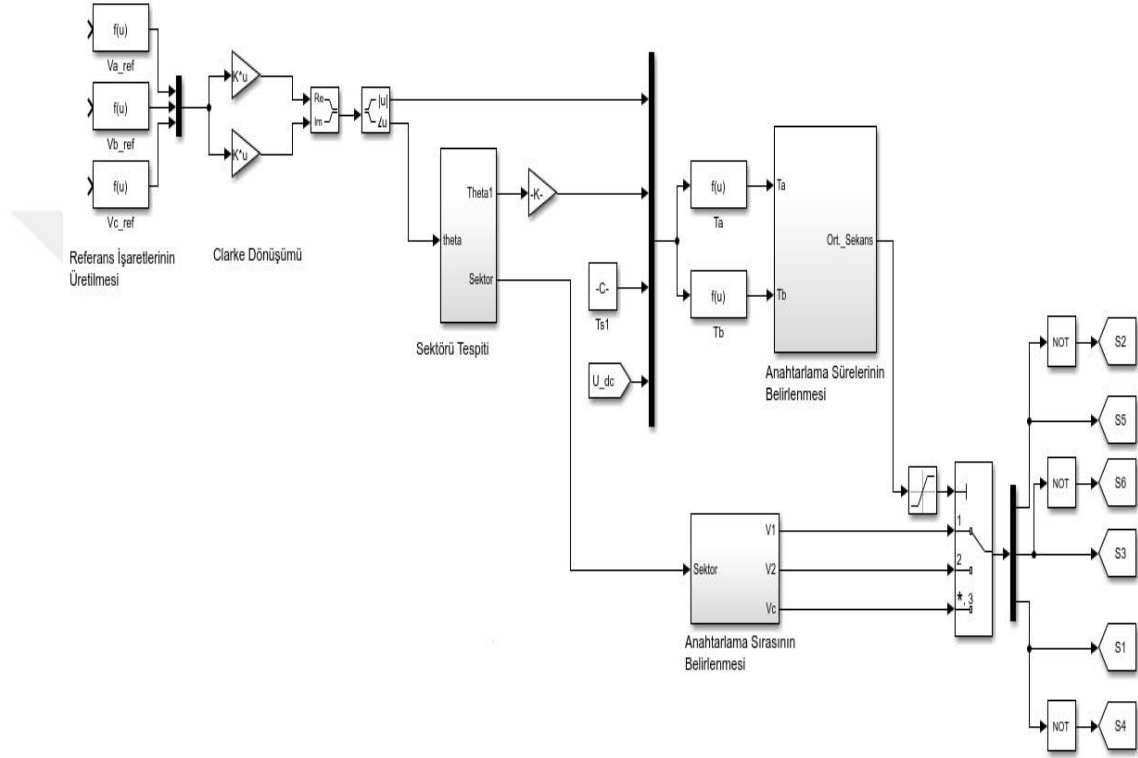 f(u)
Va_ref
f(u)
Vb_ref
f(u)
Vc_ref
Referans İşaretlerinin
Üretilmesi
K*u
K*u
Clarke Dönüşümü
Re
Im
|u|
∠u
Theta1
theta
Sektor
Sektörü Tespiti
-K-
-C-
Ts1
U_dc
f(u)
Ta
f(u)
Tb
Ta
Ort._Sekans
Tb
Anahtarlama Sürelerinin
Belirlenmesi
Sektor
V1
V2
Vc
Anahtarlama Sırasının
Belirlenmesi
1
2
*, 3
NOT
S2
S5
NOT
S6
S3
S1
NOT
S4